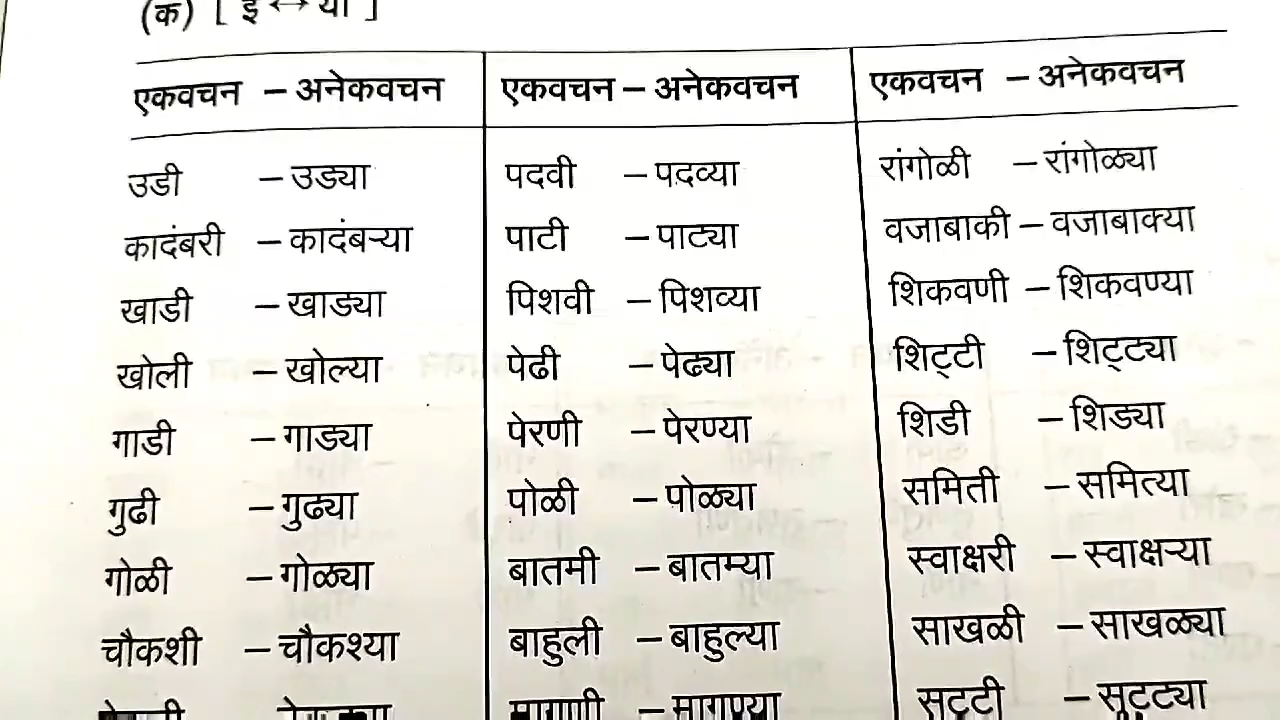 (क) [ ई ↔ या ]
एकवचन – अनेकवचन एकवचन – अनेकवचन एकवचन – अनेकवचन
उडी – उड्या पदवी – पदव्या रांगोळी – रांगोळ्या
कादंबरी – कादंबऱ्या पाटी – पाट्या वजाबाकी – वजाबाक्या
खाडी – खाड्या पिशवी – पिशव्या शिकवणी – शिकवण्या
खोली – खोल्या पेढी – पेढ्या शिट्टी – शिट्ट्या
गाडी – गाड्या पेरणी – पेरण्या शिडी – शिड्या
गुढी – गुढ्या पोळी – पोळ्या समिती – समित्या
गोळी – गोळ्या बातमी – बातम्या स्वाक्षरी – स्वाक्षऱ्या
चौकशी – चौकश्या बाहुली – बाहुल्या साखळी – साखळ्या
मागणी – मागण्या सुट्टी – सुट्ट्या